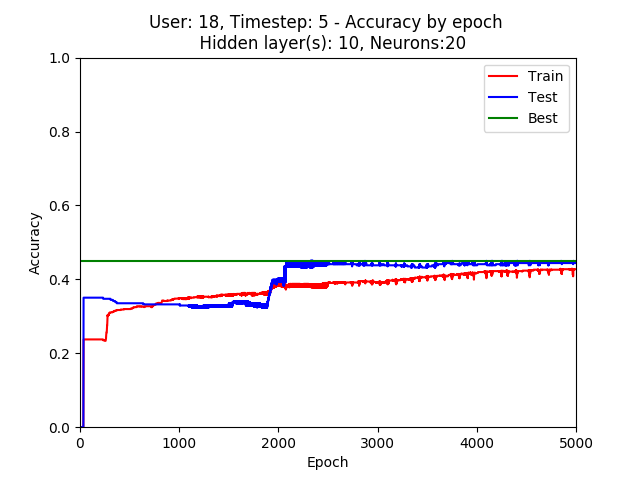 User: 18, Timestep: 5 - Accuracy by epoch
Hidden layer(s): 10, Neurons:20
1.0
0.8
0.6
0.4
0.2
0.0
Accuracy
Train
Test
Best
0 1000 2000 3000 4000 5000
Epoch